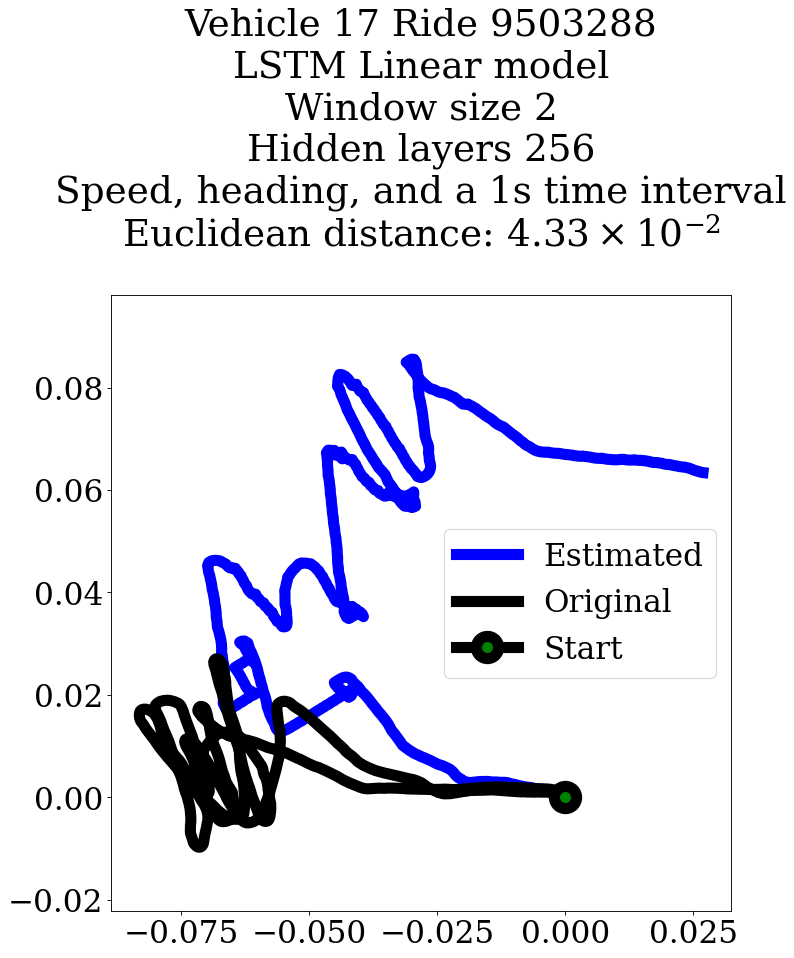 Vehicle 17 Ride 9503288
LSTM Linear model
Window size 2
Hidden layers 256
Speed, heading, and a 1s time interval
Euclidean distance: 4.33 × 10⁻²
0.08
0.06
Estimated
0.04
Original
Start
0.02
0.00
−0.02
−0.075 −0.050 −0.025 0.000 0.025